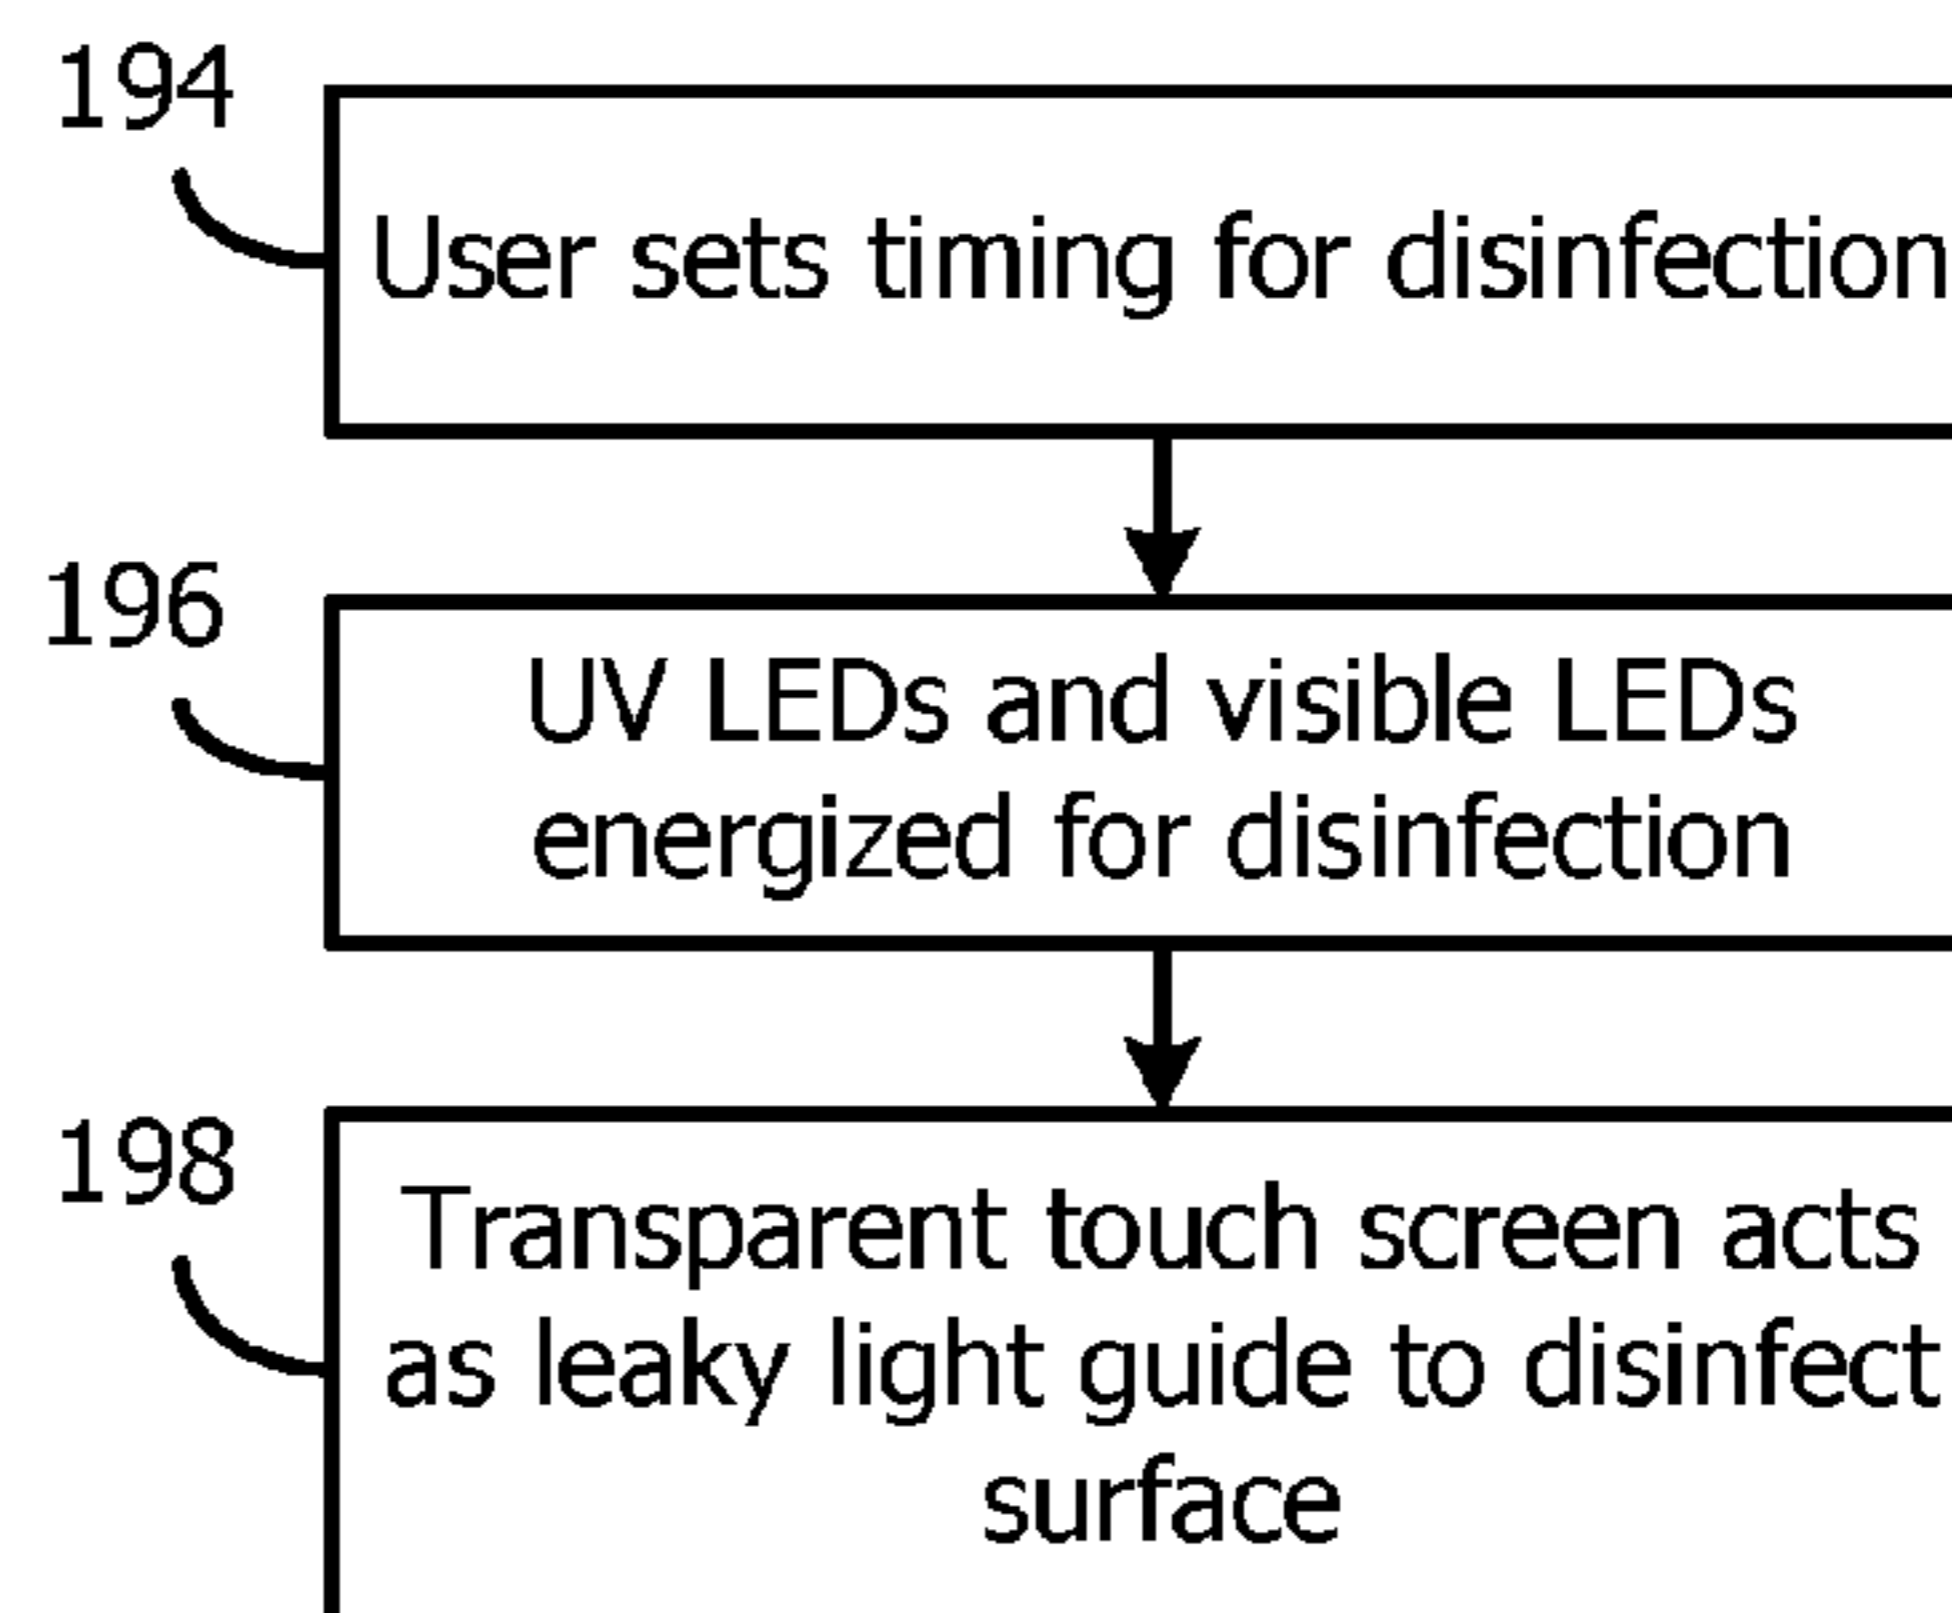 194
User sets timing for disinfection
196
UV LEDs and visible LEDs
energized for disinfection
198
Transparent touch screen acts
as leaky light guide to disinfect
surface